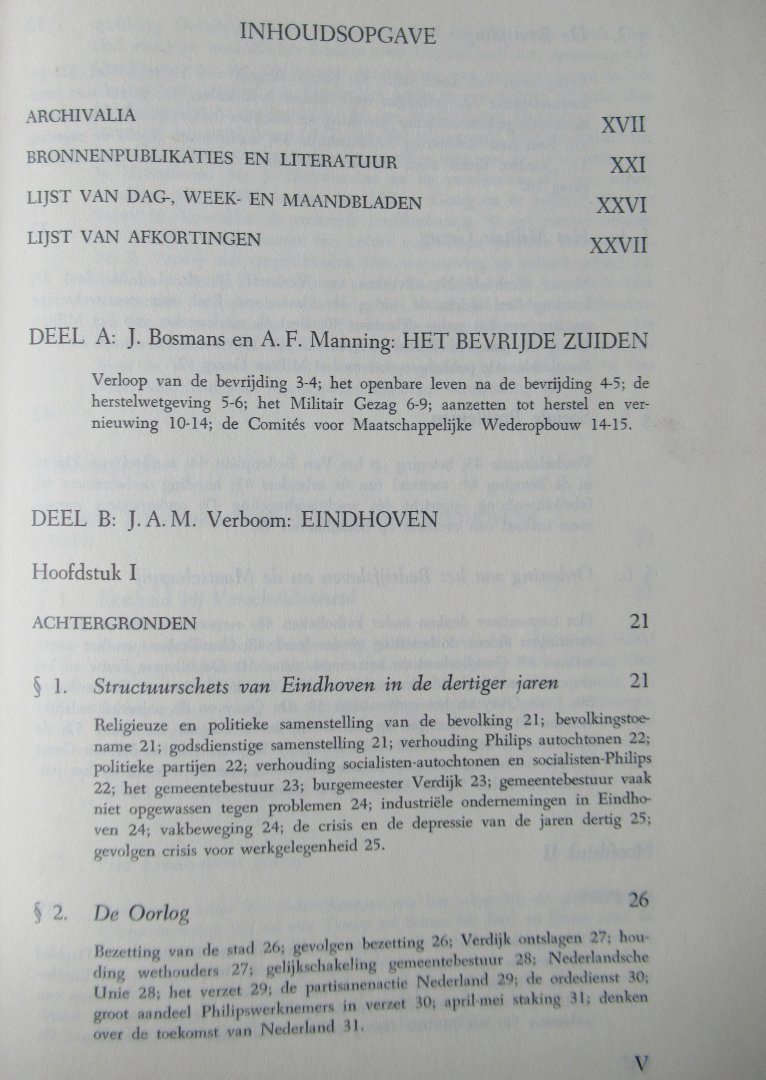 INHOUDSOPGAVE
ARCHIVALIA XVII
BRONNENPUBLIKATIES EN LITERATUUR XXI
LIJST VAN DAG-, WEEK- EN MAANDBLADEN XXVI
LIJST VAN AFKORTINGEN XXVII
DEEL A: J. Bosmans en A. F. Manning: HET BEVRIJDE ZUIDEN
Verloop van de bevrijding 3-4; het openbare leven na de bevrijding 4-5; de
herstelwetgeving 5-6; het Militair Gezag 6-9; aanzetten tot herstel en ver-
nieuwing 10-14; de Comités voor Maatschappelijke Wederopbouw 14-15.
DEEL B: J. A. M. Verboom: EINDHOVEN
Hoofdstuk I
ACHTERGRONDEN 21
§ 1. Structuurschets van Eindhoven in de dertiger jaren 21
Religieuze en politieke samenstelling van de bevolking 21; bevolkingstoe-
name 21; godsdienstige samenstelling 21; verhouding Philips autochtonen 22;
politieke partijen 22; verhouding socialisten-autochtonen en socialisten-Philips
22; het gemeentebestuur 23; burgemeester Verdijk 23; gemeentebestuur vaak
niet opgewassen tegen problemen 24; industriële ondernemingen in Eindho-
ven 24; vakbeweging 24; de crisis en de depressie van de jaren dertig 25;
gevolgen crisis voor werkgelegenheid 25.
§ 2. De Oorlog 26
Bezetting van de stad 26; gevolgen bezetting 26; Verdijk ontslagen 27; hou-
ding wethouders 27; gelijkschakeling gemeentebestuur 28; Nederlandsche
Unie 28; het verzet 29; de partisanenactie Nederland 29; de ordedienst 30;
groot aandeel Philipswerknemers in verzet 30; april-mei staking 31; denken
over de toekomst van Nederland 31.
V